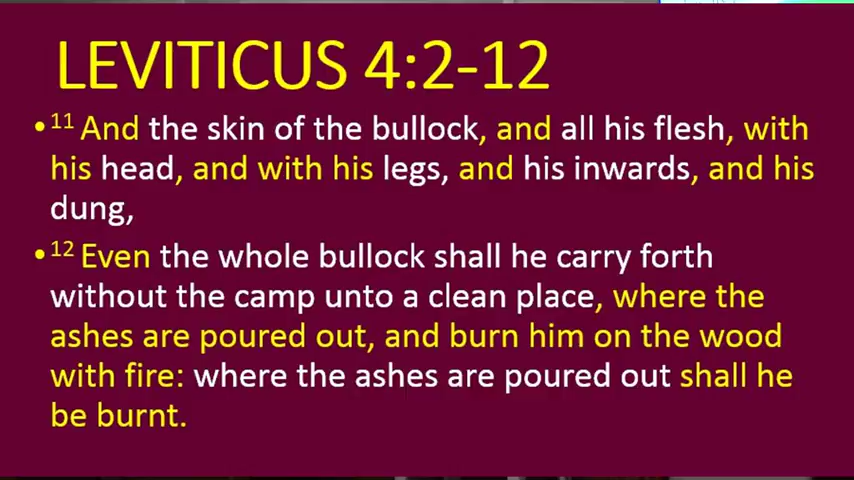 LEVITICUS 4:2-12
• 11 And the skin of the bullock, and all his flesh, with
his head, and with his legs, and his inwards, and his
dung,
• 12 Even the whole bullock shall he carry forth
without the camp unto a clean place, where the
ashes are poured out, and burn him on the wood
with fire: where the ashes are poured out shall he
be burnt.